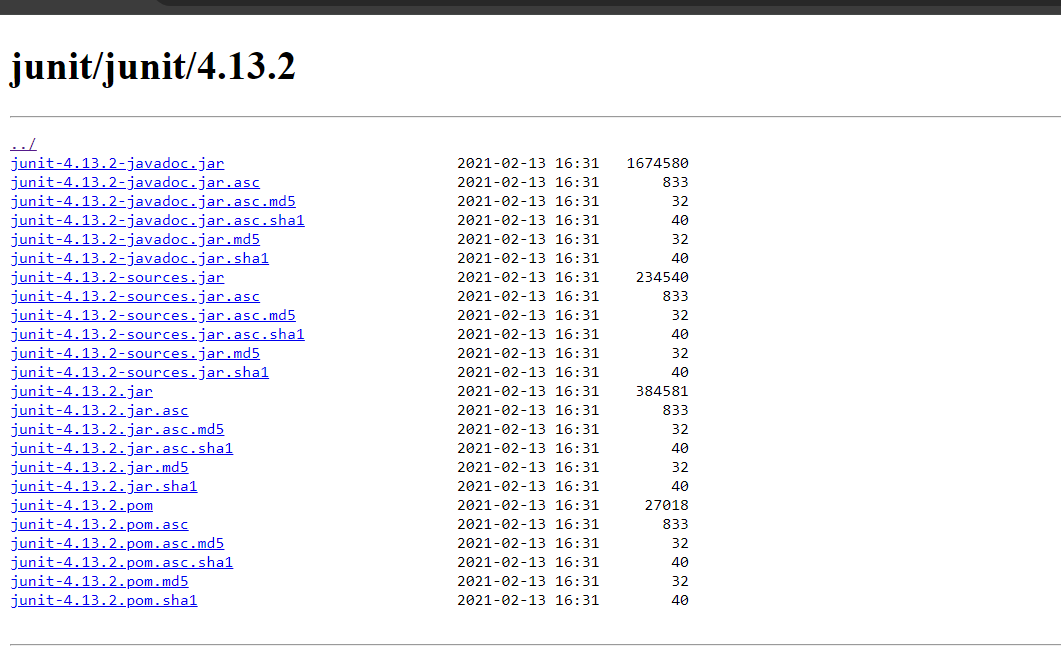 junit/junit/4.13.2
../
junit-4.13.2-javadoc.jar 2021-02-13 16:31 1674580
junit-4.13.2-javadoc.jar.asc 2021-02-13 16:31 833
junit-4.13.2-javadoc.jar.asc.md5 2021-02-13 16:31 32
junit-4.13.2-javadoc.jar.asc.sha1 2021-02-13 16:31 40
junit-4.13.2-javadoc.jar.md5 2021-02-13 16:31 32
junit-4.13.2-javadoc.jar.sha1 2021-02-13 16:31 40
junit-4.13.2-sources.jar 2021-02-13 16:31 234540
junit-4.13.2-sources.jar.asc 2021-02-13 16:31 833
junit-4.13.2-sources.jar.asc.md5 2021-02-13 16:31 32
junit-4.13.2-sources.jar.asc.sha1 2021-02-13 16:31 40
junit-4.13.2-sources.jar.md5 2021-02-13 16:31 32
junit-4.13.2-sources.jar.sha1 2021-02-13 16:31 40
junit-4.13.2.jar 2021-02-13 16:31 384581
junit-4.13.2.jar.asc 2021-02-13 16:31 833
junit-4.13.2.jar.asc.md5 2021-02-13 16:31 32
junit-4.13.2.jar.asc.sha1 2021-02-13 16:31 40
junit-4.13.2.jar.md5 2021-02-13 16:31 32
junit-4.13.2.jar.sha1 2021-02-13 16:31 40
junit-4.13.2.pom 2021-02-13 16:31 27018
junit-4.13.2.pom.asc 2021-02-13 16:31 833
junit-4.13.2.pom.asc.md5 2021-02-13 16:31 32
junit-4.13.2.pom.asc.sha1 2021-02-13 16:31 40
junit-4.13.2.pom.md5 2021-02-13 16:31 32
junit-4.13.2.pom.sha1 2021-02-13 16:31 40